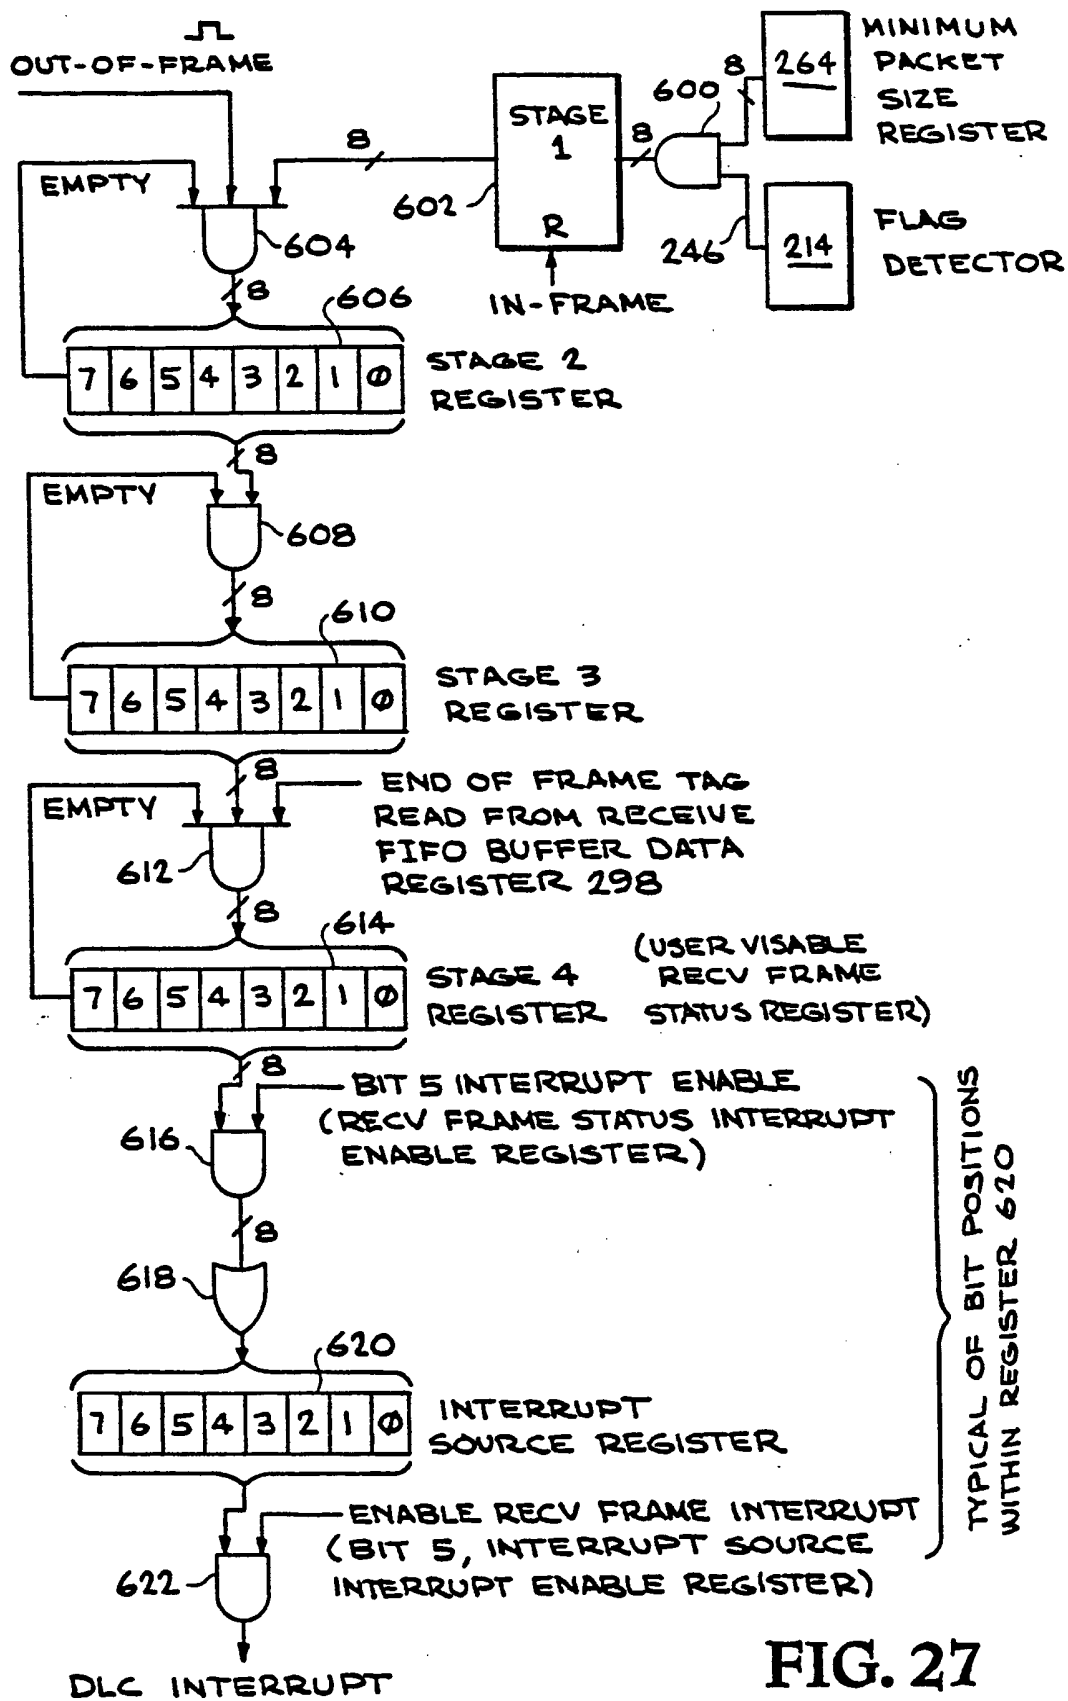 OUT-OF-FRAME
MINIMUM
PACKET
SIZE
REGISTER
264
8
600
STAGE
1
R
8
8
602
IN-FRAME
246
214
FLAG
DETECTOR
EMPTY
604
8
606
7 6 5 4 3 2 1 0
STAGE 2
REGISTER
8
EMPTY
608
8
610
7 6 5 4 3 2 1 0
STAGE 3
REGISTER
8
EMPTY
END OF FRAME TAG
READ FROM RECEIVE
FIFO BUFFER DATA
REGISTER 298
612
8
614
7 6 5 4 3 2 1 0
STAGE 4
REGISTER
(USER VISABLE
RECV FRAME
STATUS REGISTER)
8
BIT 5 INTERRUPT ENABLE
(RECV FRAME STATUS INTERRUPT
ENABLE REGISTER)
616
8
618
620
7 6 5 4 3 2 1 0
INTERRUPT
SOURCE REGISTER
ENABLE RECV FRAME INTERRUPT
(BIT 5, INTERRUPT SOURCE
INTERRUPT ENABLE REGISTER)
622
DLC INTERRUPT
TYPICAL OF BIT POSITIONS
WITHIN REGISTER 620
FIG. 27